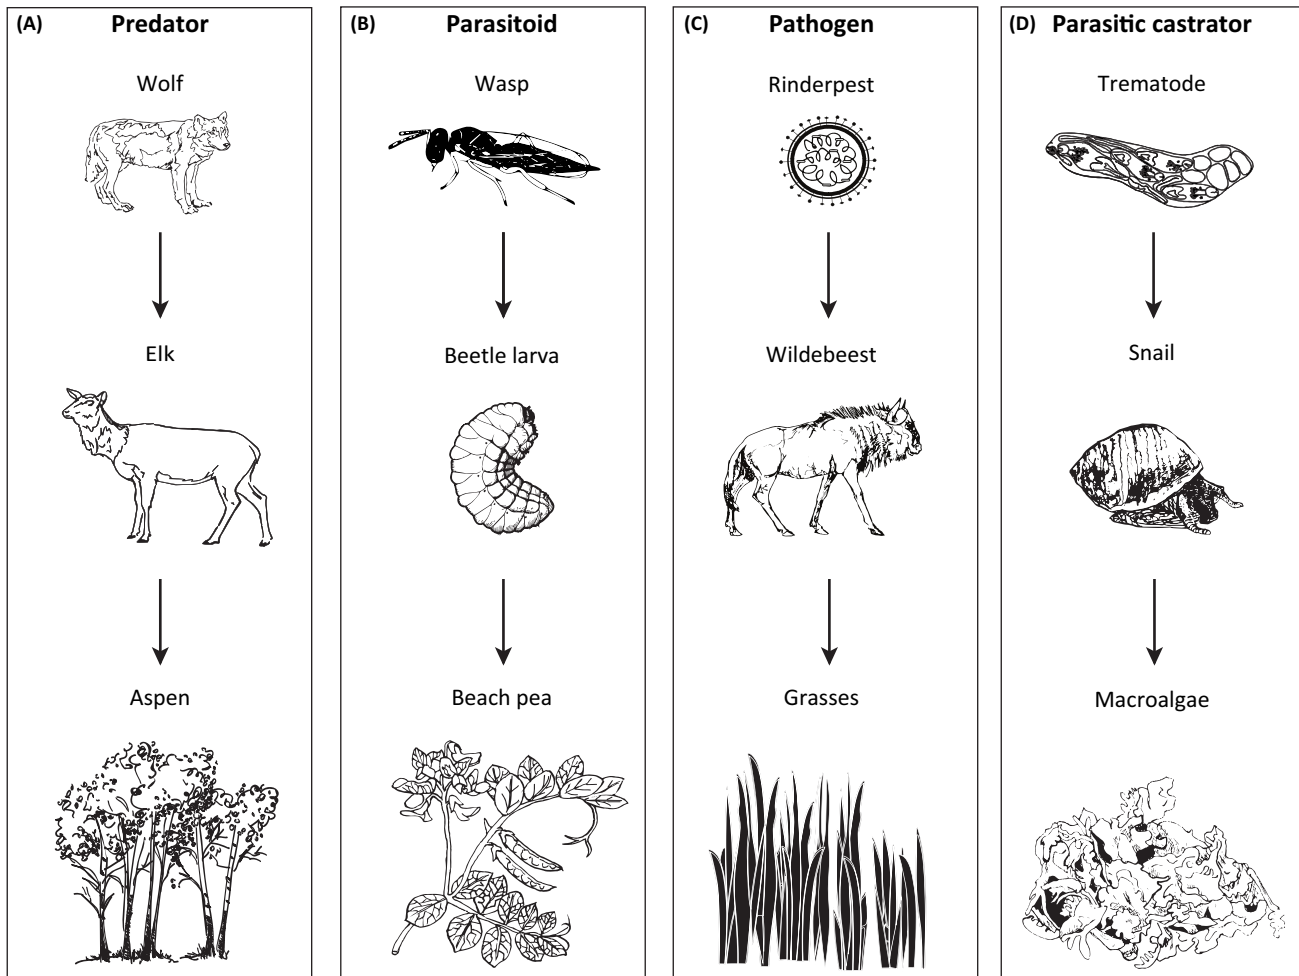 (A) Predator
Wolf
Elk
Aspen
(B) Parasitoid
Wasp
Beetle larva
Beach pea
(C) Pathogen
Rinderpest
Wildebeest
Grasses
(D) Parasitic castrator
Trematode
Snail
Macroalgae